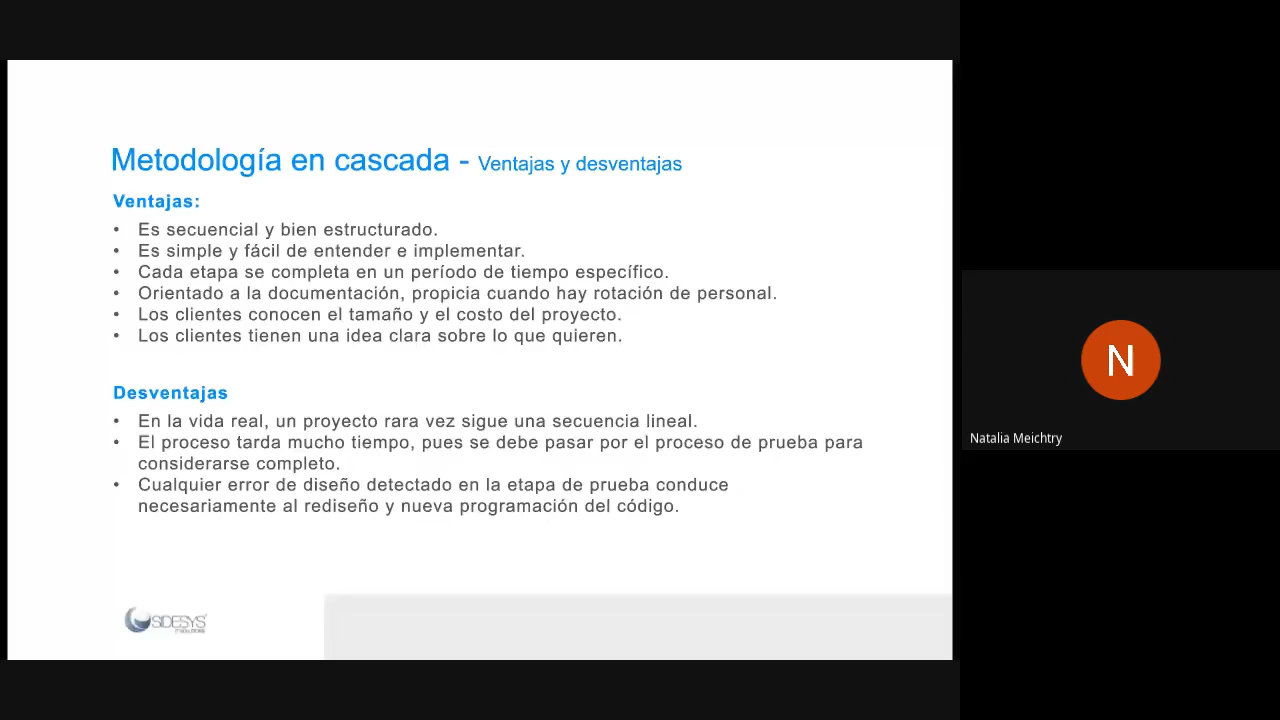 Metodología en cascada - Ventajas y desventajas
Ventajas:
• Es secuencial y bien estructurado.
• Es simple y fácil de entender e implementar.
• Cada etapa se completa en un período de tiempo específico.
• Orientado a la documentación, propicia cuando hay rotación de personal.
• Los clientes conocen el tamaño y el costo del proyecto.
• Los clientes tienen una idea clara sobre lo que quieren.
Desventajas
• En la vida real, un proyecto rara vez sigue una secuencia lineal.
• El proceso tarda mucho tiempo, pues se debe pasar por el proceso de prueba para
considerarse completo.
• Cualquier error de diseño detectado en la etapa de prueba conduce
necesariamente al rediseño y nueva programación del código.
SIDESYS
IT SOLUTIONS
N
Natalia Meichtry